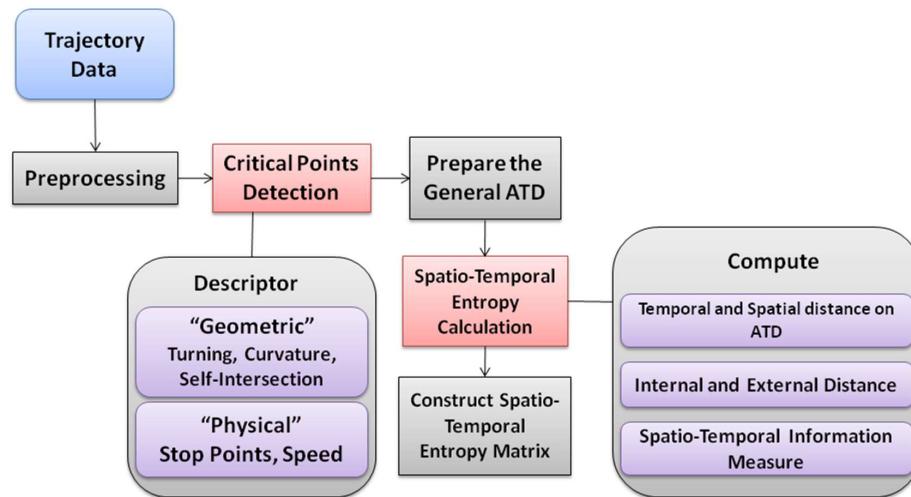 Trajectory
Data
Preprocessing
Critical Points
Detection
Prepare the
General ATD
Descriptor
“Geometric”
Turning, Curvature,
Self-Intersection
“Physical”
Stop Points, Speed
Spatio-Temporal
Entropy
Calculation
Construct Spatio-
Temporal
Entropy Matrix
Compute
Temporal and Spatial distance on
ATD
Internal and External Distance
Spatio-Temporal Information
Measure